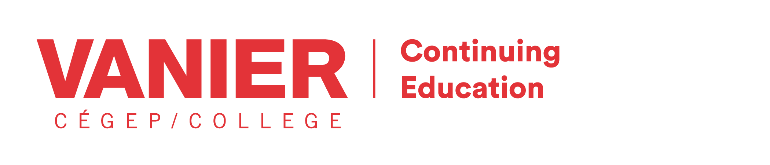 VANIER
CÉGEP/COLLEGE
Continuing
Education